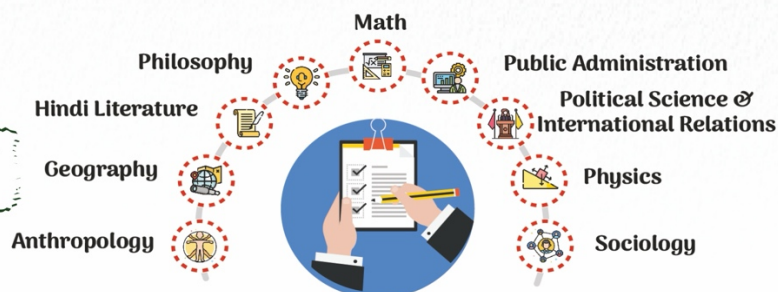 Math
Philosophy
Public Administration
Hindi Literature
Political Science &
International Relations
Geography
Physics
Anthropology
Sociology